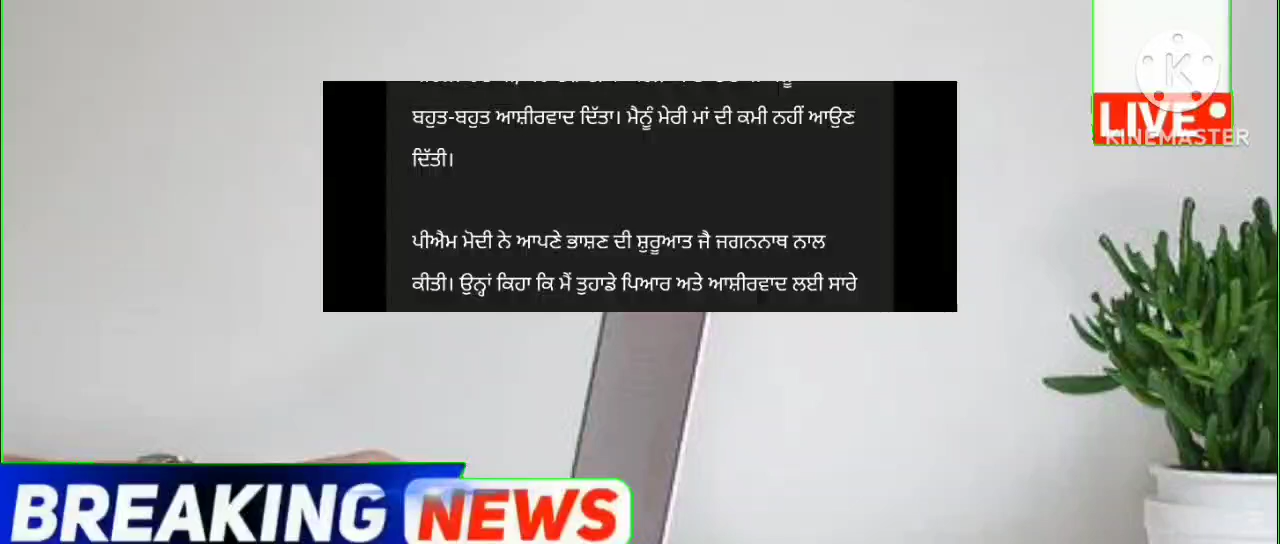 ਬਹੁਤ-ਬਹੁਤ ਆਸ਼ੀਰਵਾਦ ਦਿੱਤਾ। ਮੈਨੂੰ ਮੇਰੀ ਮਾਂ ਦੀ ਕਮੀ ਨਹੀਂ ਆਉਣ
ਦਿੱਤੀ।
ਪੀਐਮ ਮੋਦੀ ਨੇ ਆਪਣੇ ਭਾਸ਼ਣ ਦੀ ਸ਼ੁਰੂਆਤ ਜੈ ਜਗਨਨਾਥ ਨਾਲ
ਕੀਤੀ। ਉਨ੍ਹਾਂ ਕਿਹਾ ਕਿ ਮੈਂ ਤੁਹਾਡੇ ਪਿਆਰ ਅਤੇ ਆਸ਼ੀਰਵਾਦ ਲਈ ਸਾਰੇ
K
LIVE
KINEMASTER
BREAKING NEWS